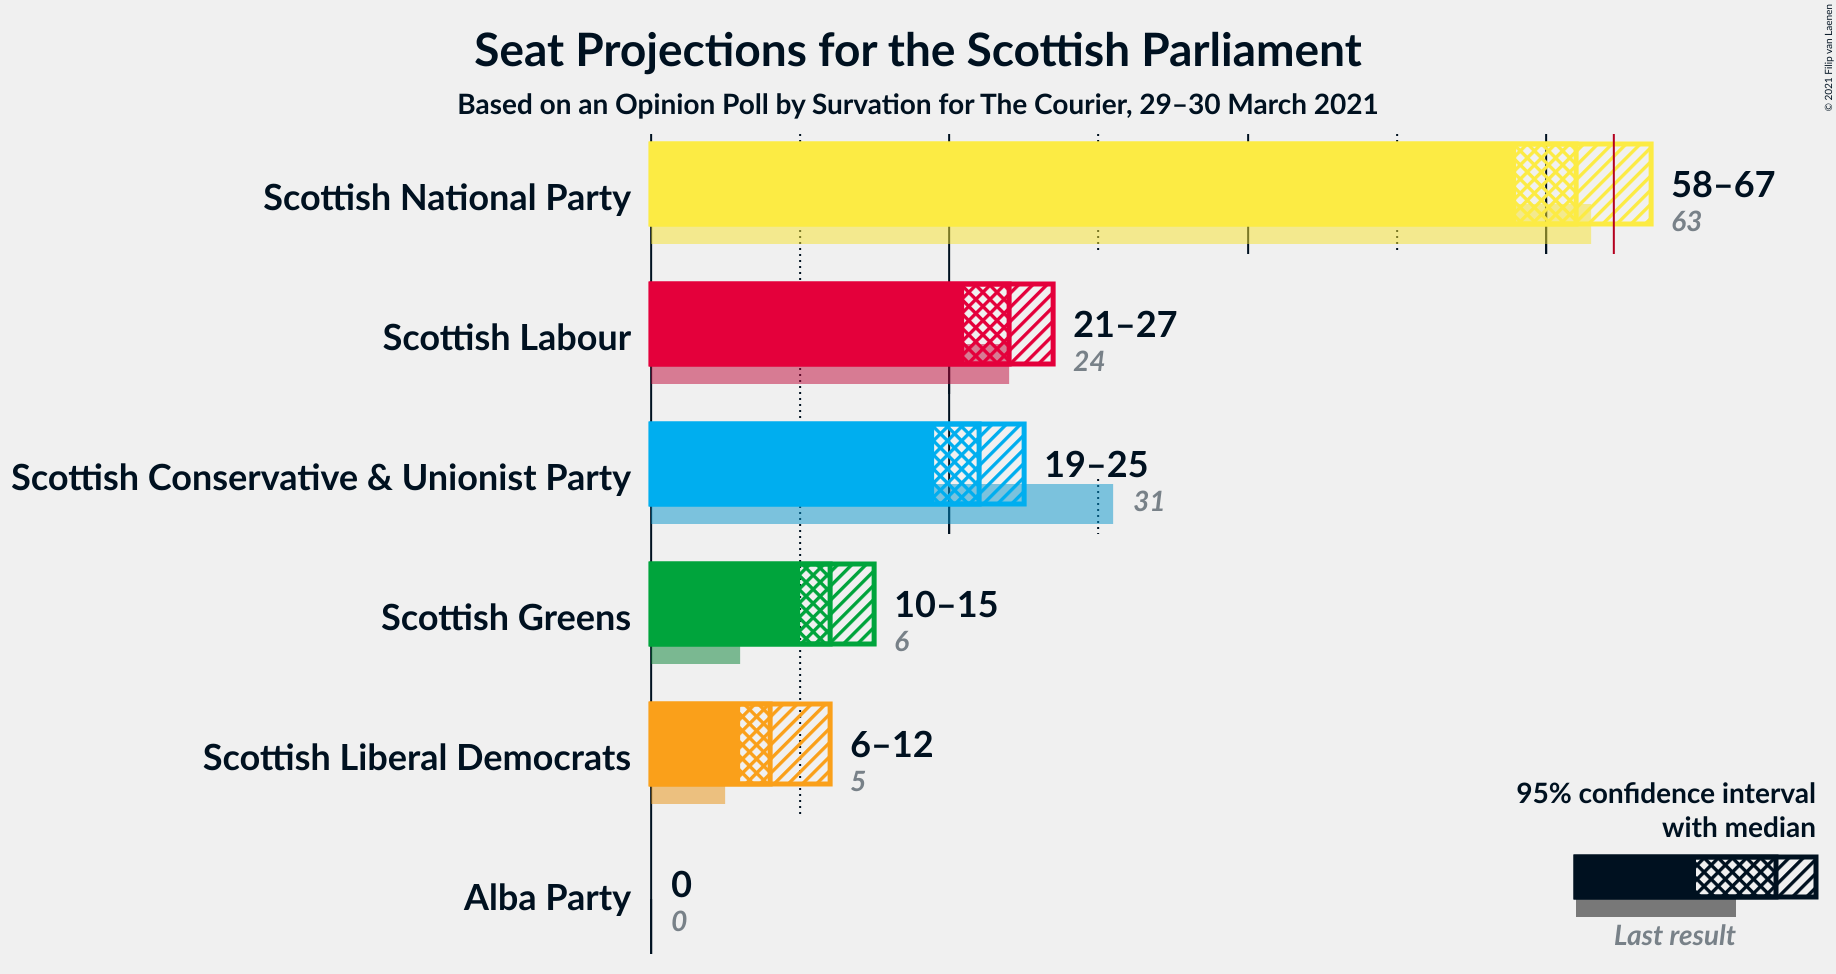 Seat Projections for the Scottish Parliament
Based on an Opinion Poll by Survation for The Courier, 29–30 March 2021
© 2021 Filip van Laenen
Scottish National Party
58–67
63
Scottish Labour
21–27
24
Scottish Conservative & Unionist Party
19–25
31
Scottish Greens
10–15
6
Scottish Liberal Democrats
6–12
5
Alba Party
0
0
95% confidence interval
with median
Last result